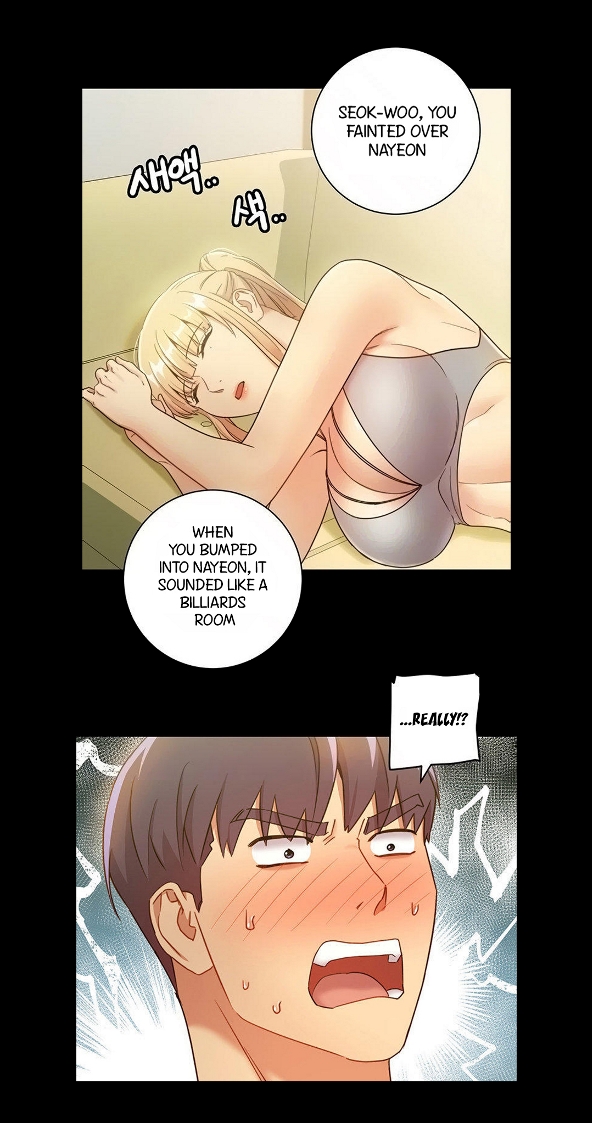 SEOK-WOO, YOU
FAINTED OVER
NAYEON
새액..
색..
WHEN
YOU BUMPED
INTO NAYEON, IT
SOUNDED LIKE A
BILLIARDS
ROOM
...REALLY!?